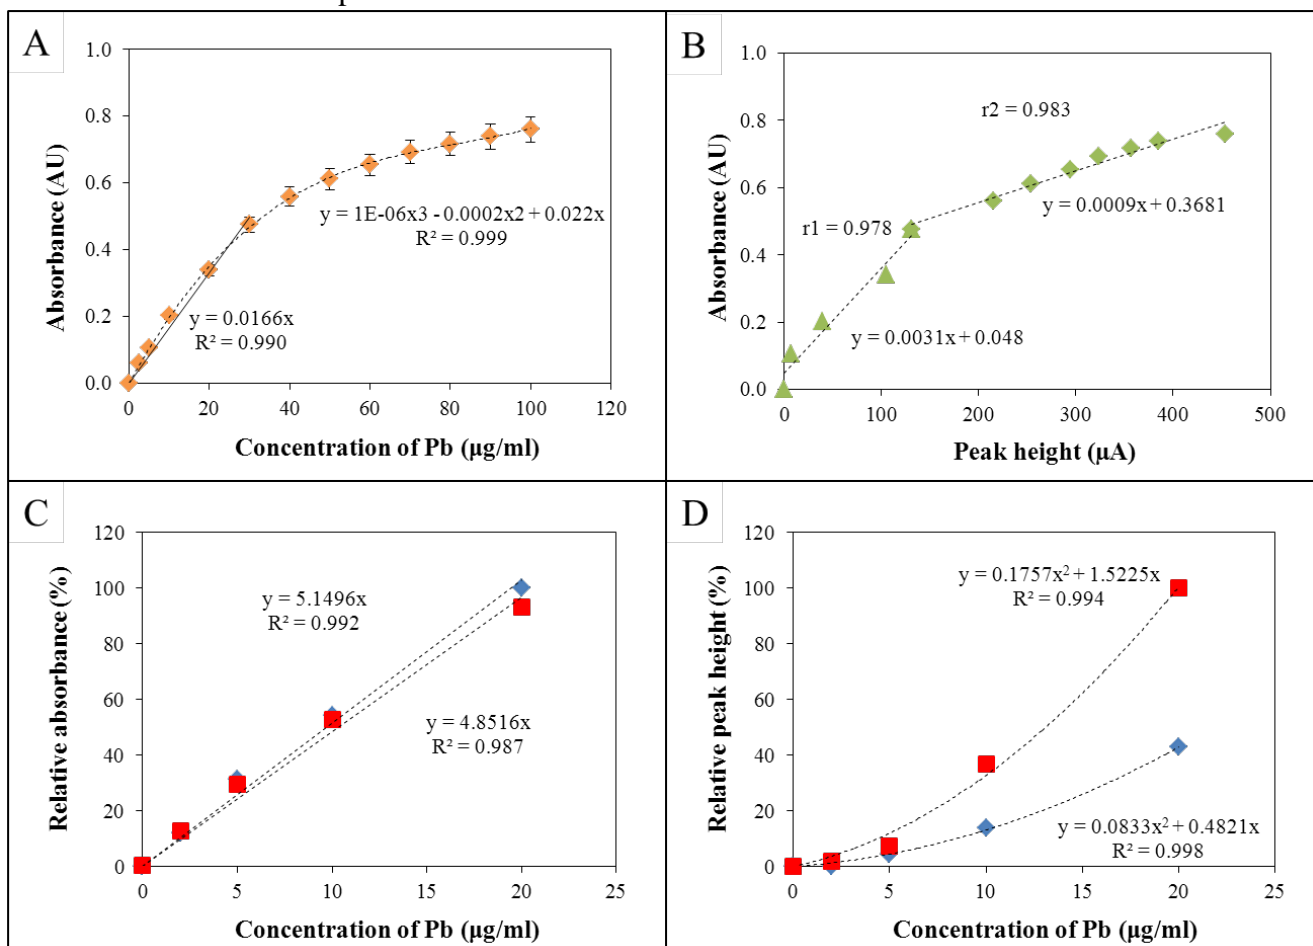 A
1.0
0.8
0.6
0.4
0.2
0.0
Absorbance (AU)
y = 1E-06x3 - 0.0002x2 + 0.022x
R² = 0.999
y = 0.0166x
R² = 0.990
0 20 40 60 80 100 120
Concentration of Pb (µg/ml)
B
1.0
0.8
0.6
0.4
0.2
0.0
Absorbance (AU)
r2 = 0.983
y = 0.0009x + 0.3681
r1 = 0.978
y = 0.0031x + 0.048
0 100 200 300 400 500
Peak height (µA)
C
120
100
80
60
40
20
0
Relative absorbance (%)
y = 5.1496x
R² = 0.992
y = 4.8516x
R² = 0.987
0 5 10 15 20 25
Concentration of Pb (µg/ml)
D
120
100
80
60
40
20
0
Relative peak height (%)
y = 0.1757x² + 1.5225x
R² = 0.994
y = 0.0833x² + 0.4821x
R² = 0.998
0 5 10 15 20 25
Concentration of Pb (µg/ml)